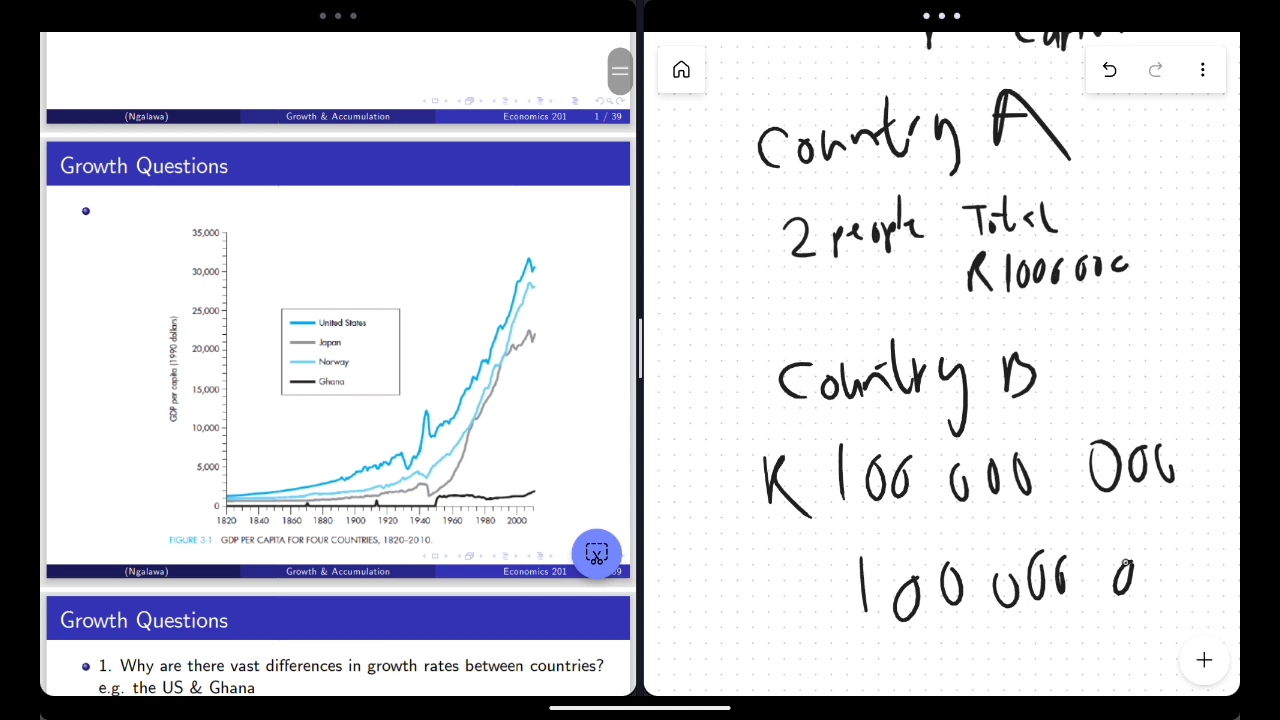 (Ngalawa) Growth & Accumulation Economics 201 1 / 39
Growth Questions
35,000
30,000
25,000
20,000
15,000
10,000
5,000
0
GDP per capita (1990 dollars)
United States
Japan
Norway
Ghana
1820 1840 1860 1880 1900 1920 1940 1960 1980 2000
FIGURE 3-1 GDP PER CAPITA FOR FOUR COUNTRIES, 1820–2010.
(Ngalawa) Growth & Accumulation Economics 201 39
Growth Questions
1. Why are there vast differences in growth rates between countries?
e.g. the US & Ghana
Country A
2 people Total
R100 000
Country B
R 100 000 000
100 000 0